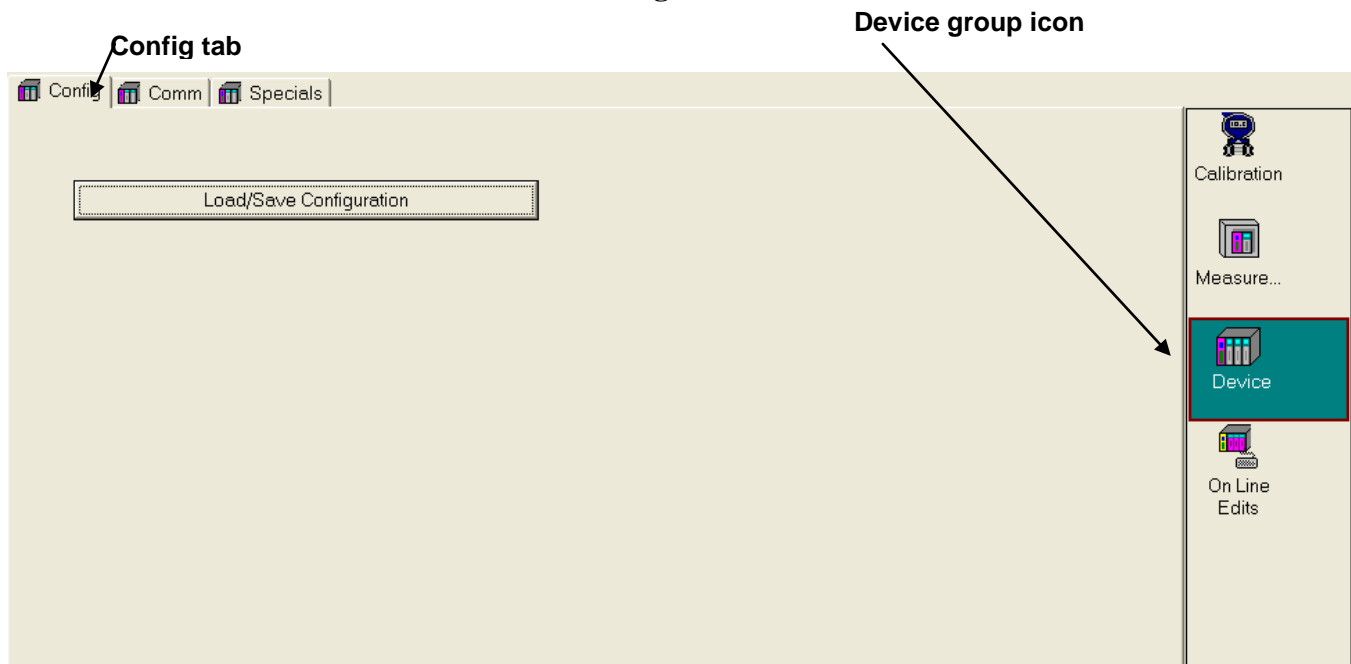 Device group icon
Config tab
Config
Comm
Specials
Load/Save Configuration
Calibration
Measure...
Device
On Line
Edits